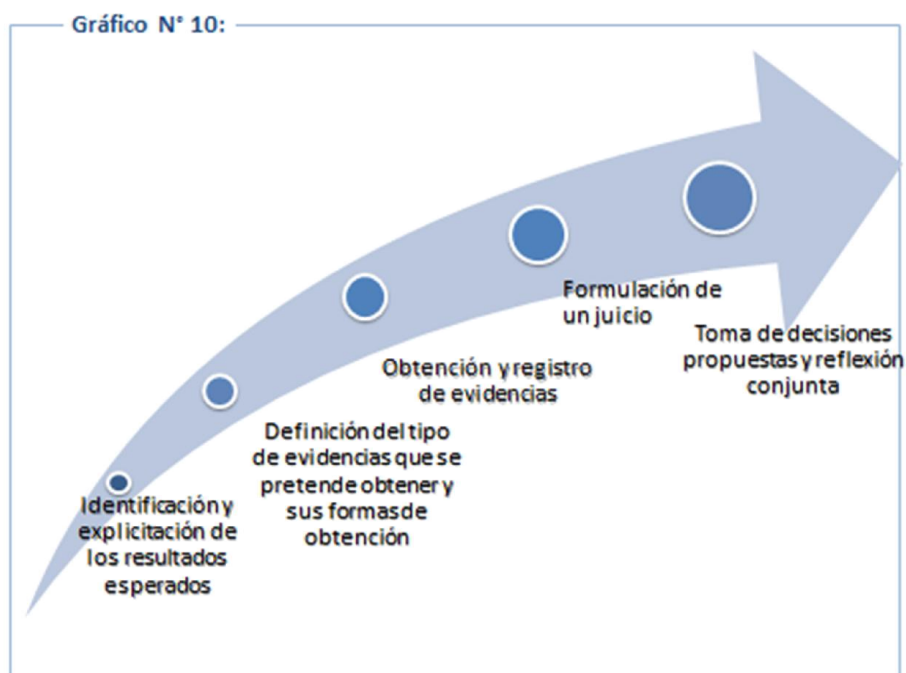 Gráfico N° 10:
Identificación y
explicitación de
los resultados
esperados
Definición del tipo
de evidencias que se
pretende obtener y
sus formas de
obtención
Obtención y registro
de evidencias
Formulación de
un juicio
Toma de decisiones
propuestas y reflexión
conjunta